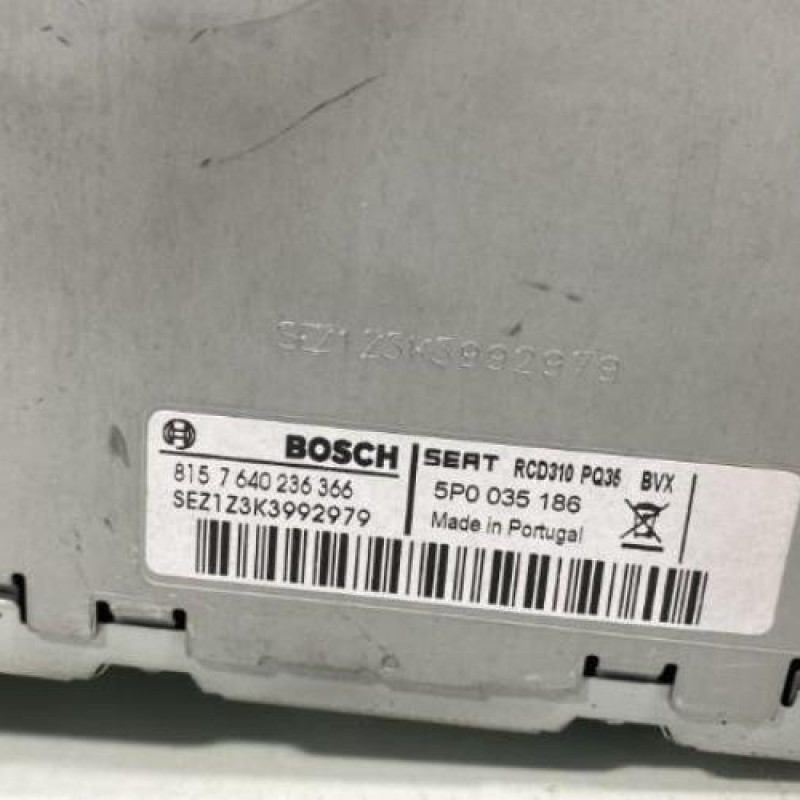 SEZ1Z3K3992979
BOSCH
815 7 640 236 366
SEZ1Z3K3992979
SEAT RCD310 PQ35 BVX
5P0 035 186
Made in Portugal